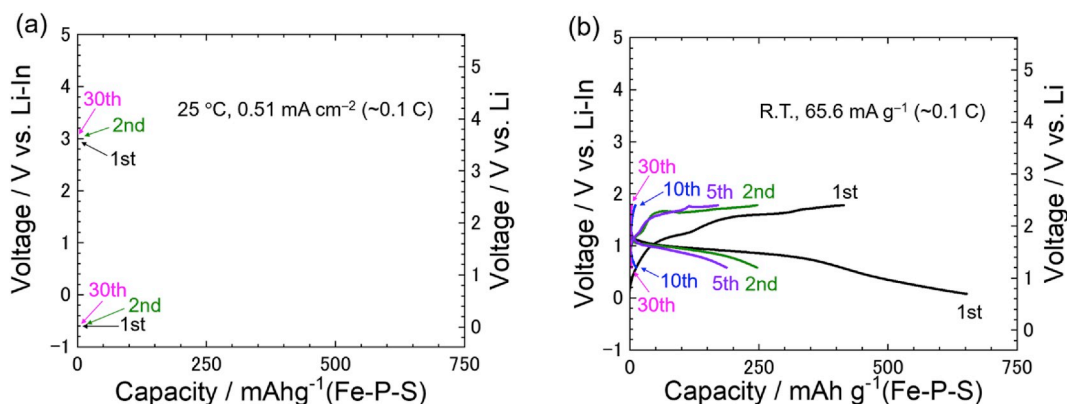 (a)
Voltage / V vs. Li-In
5
4
3
2
1
0
−1
30th
2nd
1st
25 °C, 0.51 mA cm⁻² (~0.1 C)
30th
2nd
1st
5
4
3
2
1
0
Voltage / V vs. Li
0
250
500
750
Capacity / mAhg⁻¹(Fe-P-S)
(b)
Voltage / V vs. Li-In
5
4
3
2
1
0
−1
R.T., 65.6 mA g⁻¹ (~0.1 C)
30th
10th
5th
2nd
1st
10th
5th
2nd
30th
1st
5
4
3
2
1
0
Voltage / V vs. Li
0
250
500
750
Capacity / mAh g⁻¹(Fe-P-S)